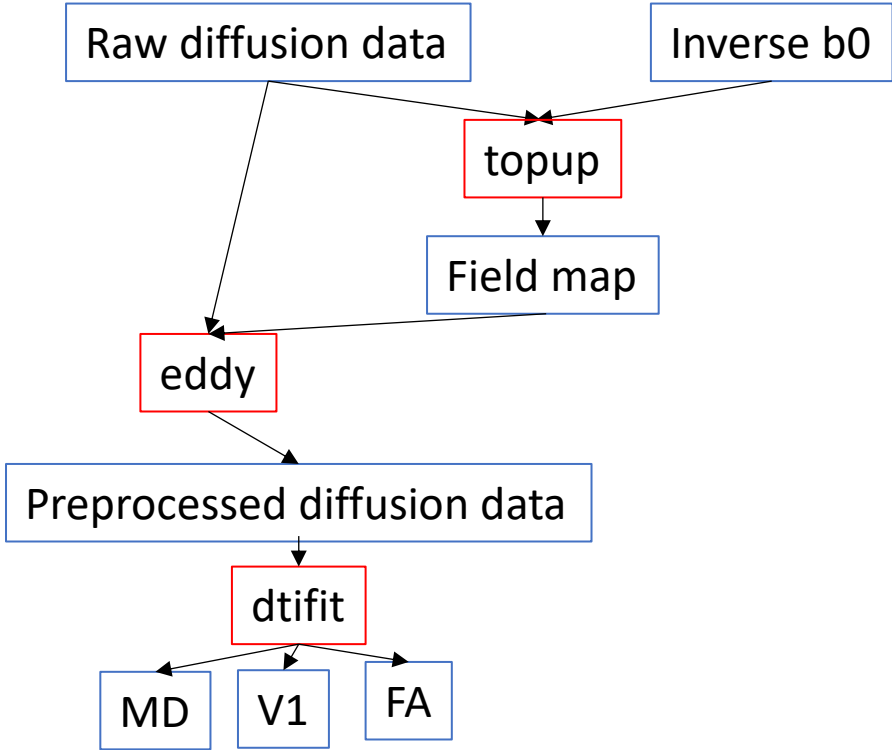 Raw diffusion data
Inverse b0
topup
Field map
eddy
Preprocessed diffusion data
dtifit
MD
V1
FA